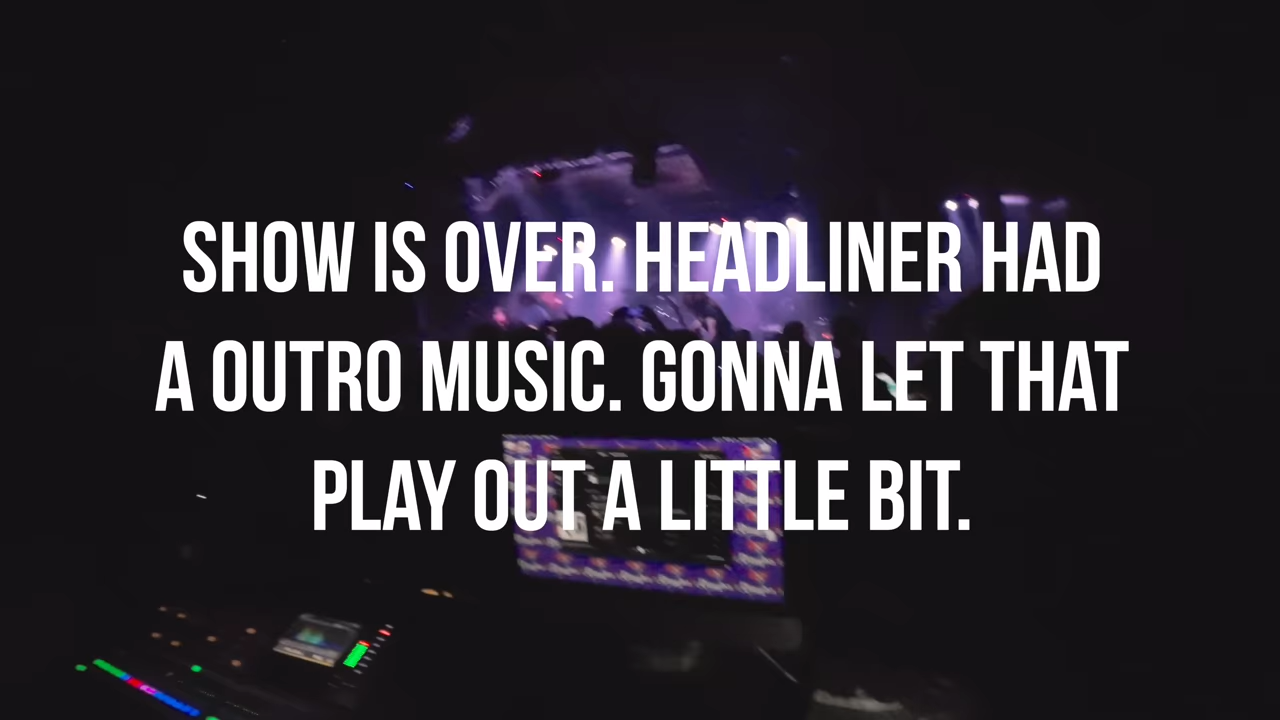 SHOW IS OVER. HEADLINER HAD
A OUTRO MUSIC. GONNA LET THAT
PLAY OUT A LITTLE BIT.